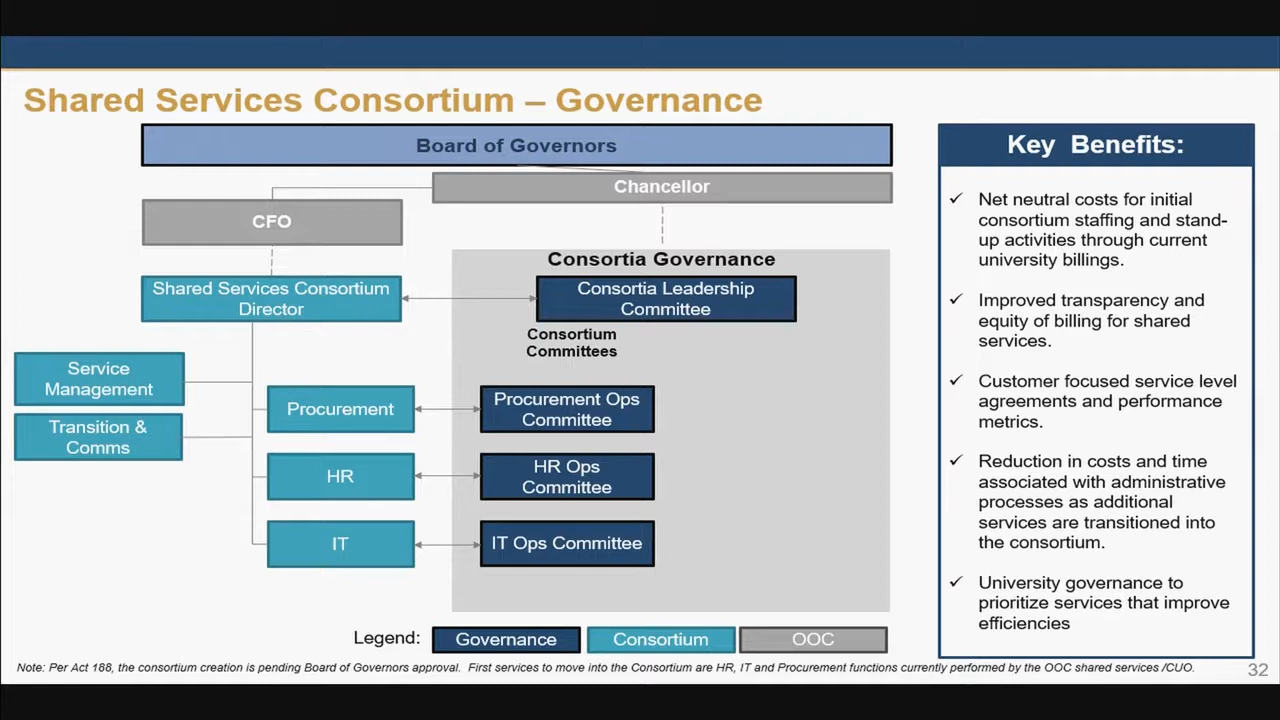 Shared Services Consortium – Governance
Board of Governors
Chancellor
CFO
Consortia Governance
Shared Services Consortium
Director
Consortia Leadership
Committee
Consortium
Committees
Service
Management
Transition &
Comms
Procurement
Procurement Ops
Committee
HR
HR Ops
Committee
IT
IT Ops Committee
Legend:
Governance
Consortium
OOC
Key Benefits:
✓ Net neutral costs for initial
consortium staffing and stand-
up activities through current
university billings.
✓ Improved transparency and
equity of billing for shared
services.
✓ Customer focused service level
agreements and performance
metrics.
✓ Reduction in costs and time
associated with administrative
processes as additional
services are transitioned into
the consortium.
✓ University governance to
prioritize services that improve
efficiencies
Note: Per Act 188, the consortium creation is pending Board of Governors approval. First services to move into the Consortium are HR, IT and Procurement functions currently performed by the OOC shared services /CUO.
32